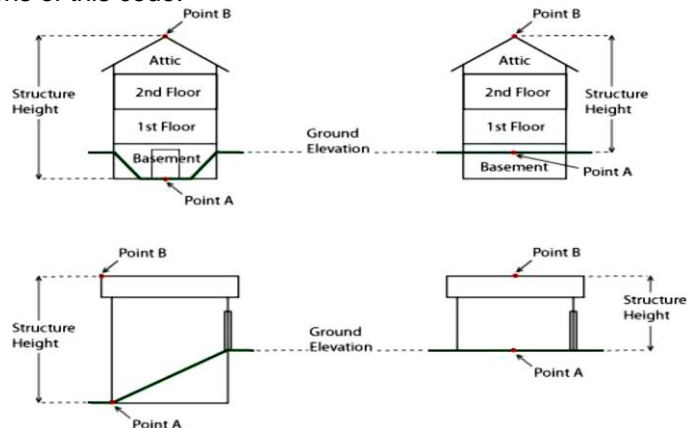 Point B
Attic
2nd Floor
1st Floor
Basement
Structure
Height
Point A
Ground
Elevation
Point B
Attic
2nd Floor
1st Floor
Basement
Structure
Height
Point A
Point B
Structure
Height
Point A
Ground
Elevation
Point B
Structure
Height
Point A